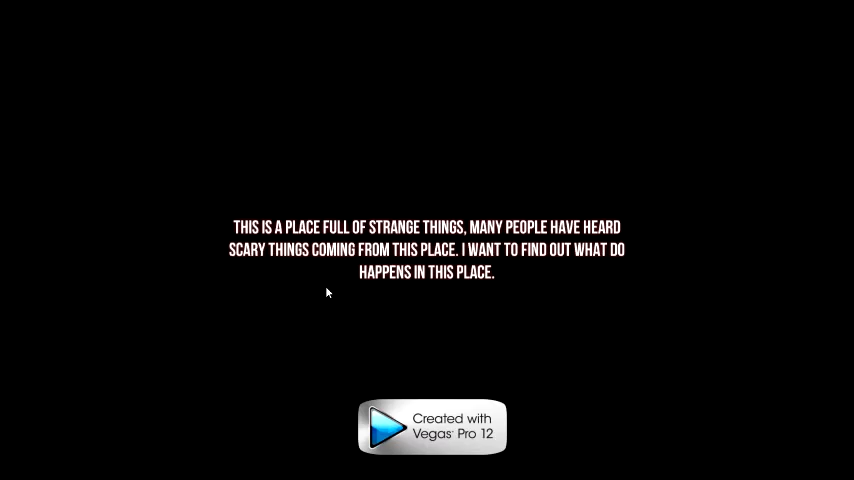 THIS IS A PLACE FULL OF STRANGE THINGS, MANY PEOPLE HAVE HEARD
SCARY THINGS COMING FROM THIS PLACE. I WANT TO FIND OUT WHAT DO
HAPPENS IN THIS PLACE.
Created with
Vegas® Pro 12